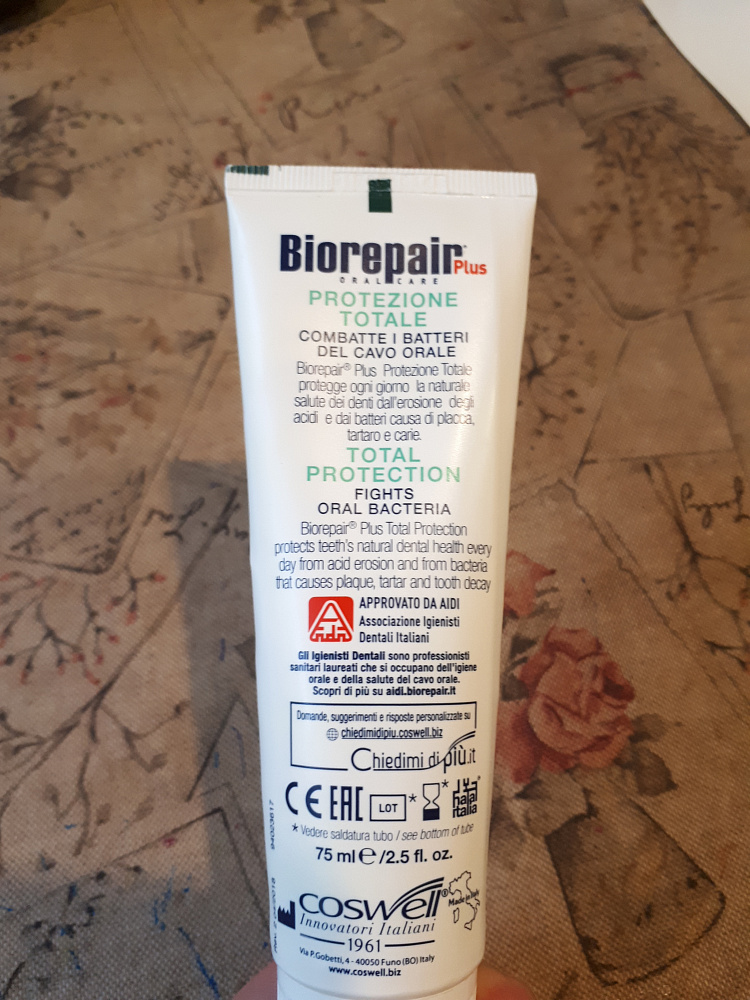 Biorepair Plus
ORAL CARE
PROTEZIONE
TOTALE
COMBATTE I BATTERI
DEL CAVO ORALE
Biorepair® Plus Protezione Totale
protegge ogni giorno la naturale
salute dei denti dall'erosione degli
acidi e dai batteri causa di placca,
tartaro e carie.
TOTAL
PROTECTION
FIGHTS
ORAL BACTERIA
Biorepair® Plus Total Protection
protects teeth's natural dental health every
day from acid erosion and from bacteria
that causes plaque, tartar and tooth decay
APPROVATO DA AIDI
Associazione Igienisti
Dentali Italiani
Gli Igienisti Dentali sono professionisti
sanitari laureati che si occupano dell'igiene
orale e della salute del cavo orale.
Scopri di più su aidi.biorepair.it
Domande, suggerimenti e risposte personalizzate su
chiedimidipiu.coswell.biz
Chiedimi di più.it
CE EAC LOT * * halal italia
* Vedere saldatura tubo / see bottom of tube
75 ml e /2.5 fl. oz.
coswell®
Made in Italy
Innovatori Italiani
1961
Via P.Gobetti,4 - 40050 Funo (BO) Italy
www.coswell.biz